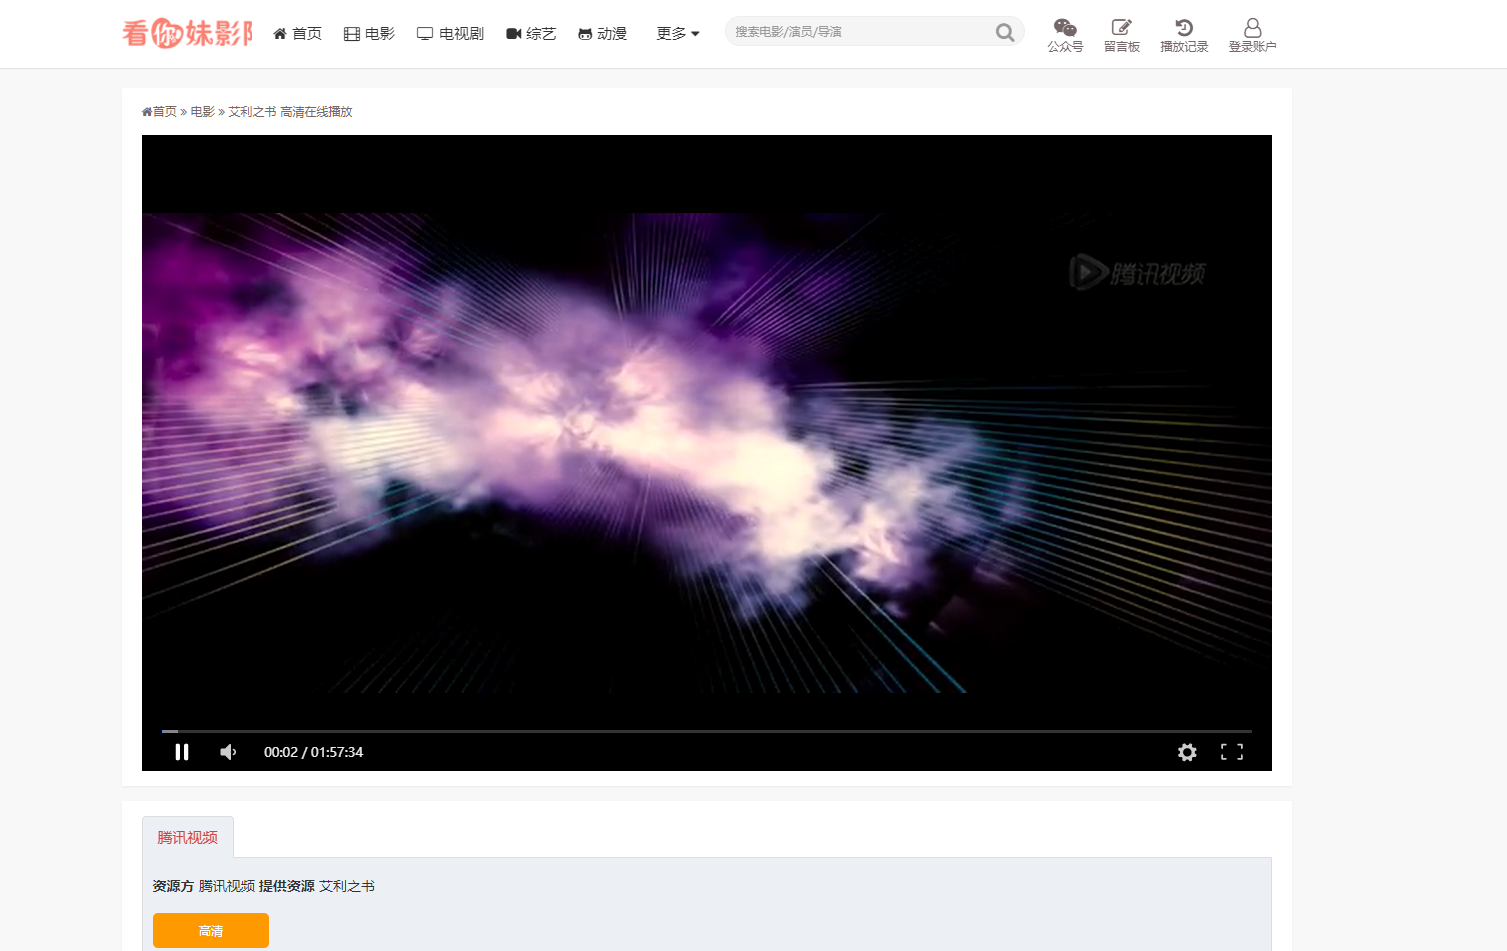 看你妹影院
首页 电影 电视剧 综艺 动漫 更多 搜索电影/演员/导演 公众号 留言板 播放记录 登录账户
首页 » 电影 » 艾利之书 高清在线播放
腾讯视频
00:02 / 01:57:34
腾讯视频
资源方 腾讯视频 提供资源 艾利之书
高清